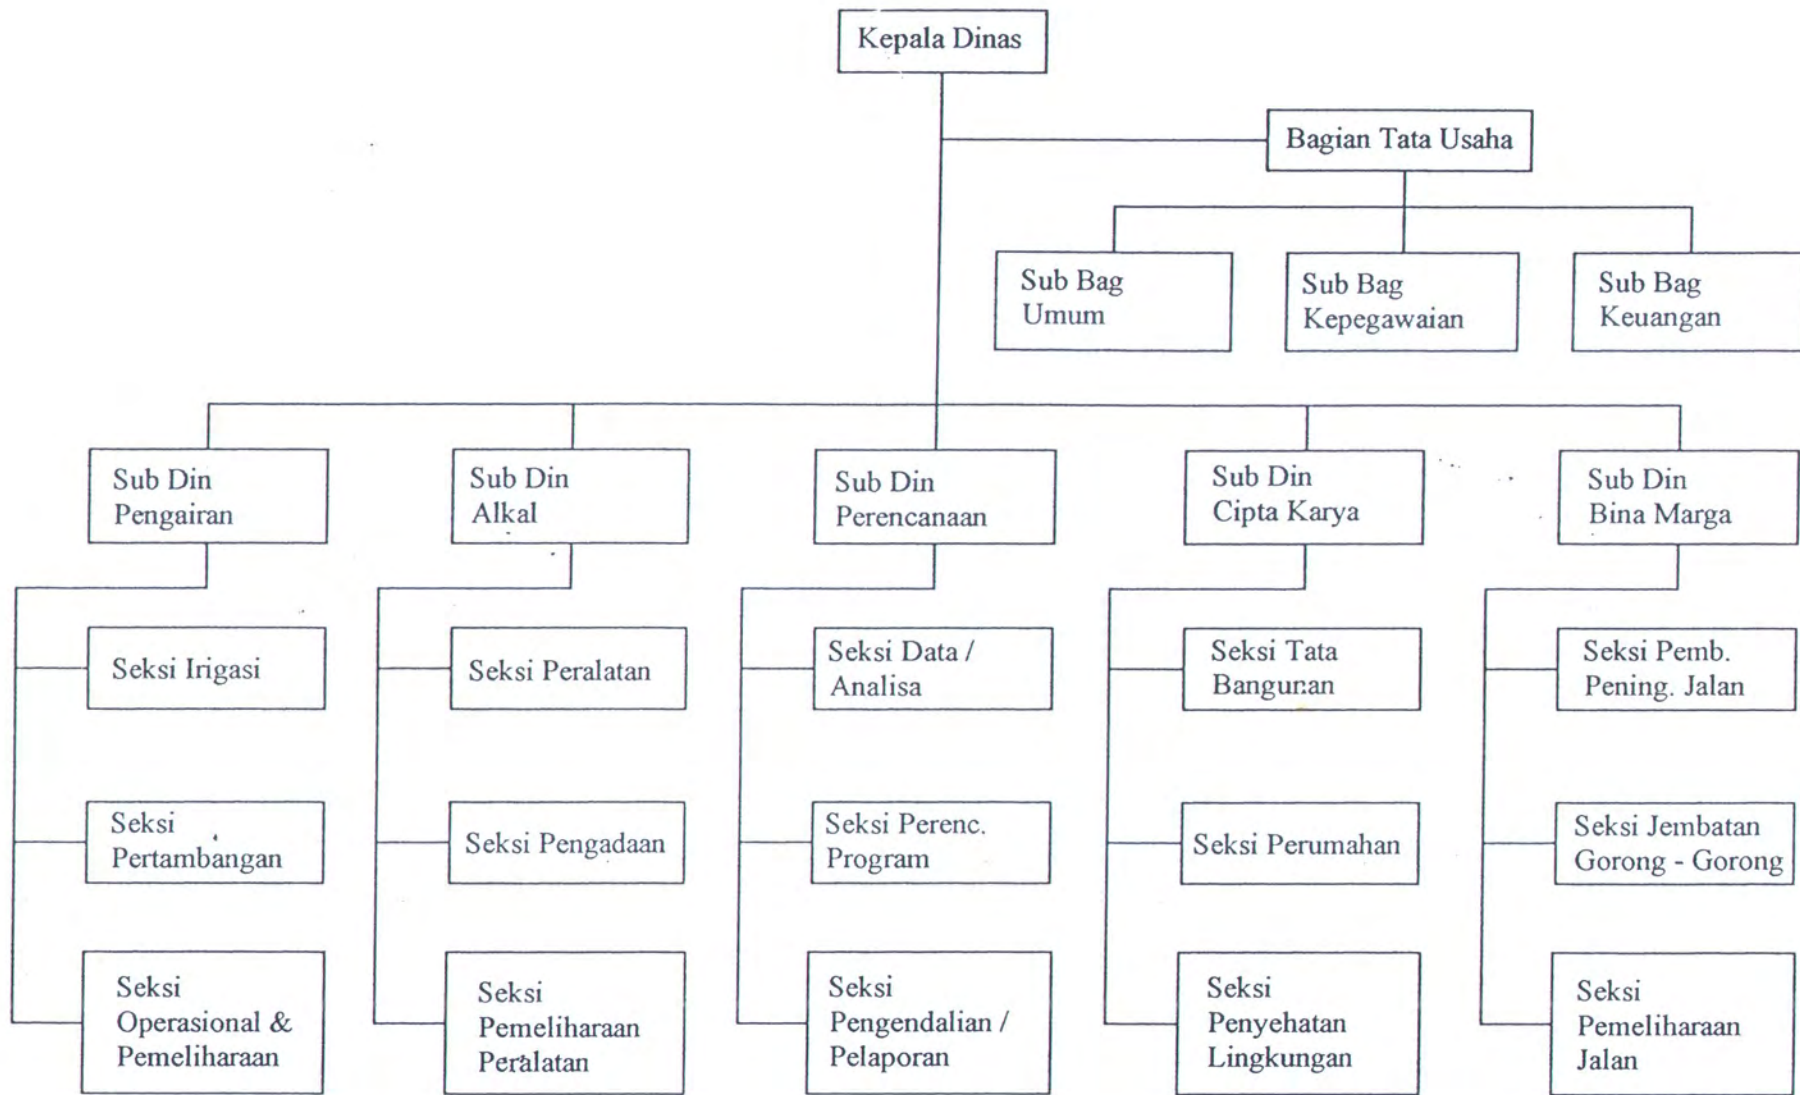 Kepala Dinas
Bagian Tata Usaha
Sub Bag
Umum
Sub Bag
Kepegawaian
Sub Bag
Keuangan
Sub Din
Pengairan
Sub Din
Alkal
Sub Din
Perencanaan
Sub Din
Cipta Karya
Sub Din
Bina Marga
Seksi Irigasi
Seksi Peralatan
Seksi Data /
Analisa
Seksi Tata
Bangunan
Seksi Pemb.
Pening. Jalan
Seksi
Pertambangan
Seksi Pengadaan
Seksi Perenc.
Program
Seksi Perumahan
Seksi Jembatan
Gorong - Gorong
Seksi
Operasional &
Pemeliharaan
Seksi
Pemeliharaan
Peralatan
Seksi
Pengendalian /
Pelaporan
Seksi
Penyehatan
Lingkungan
Seksi
Pemeliharaan
Jalan